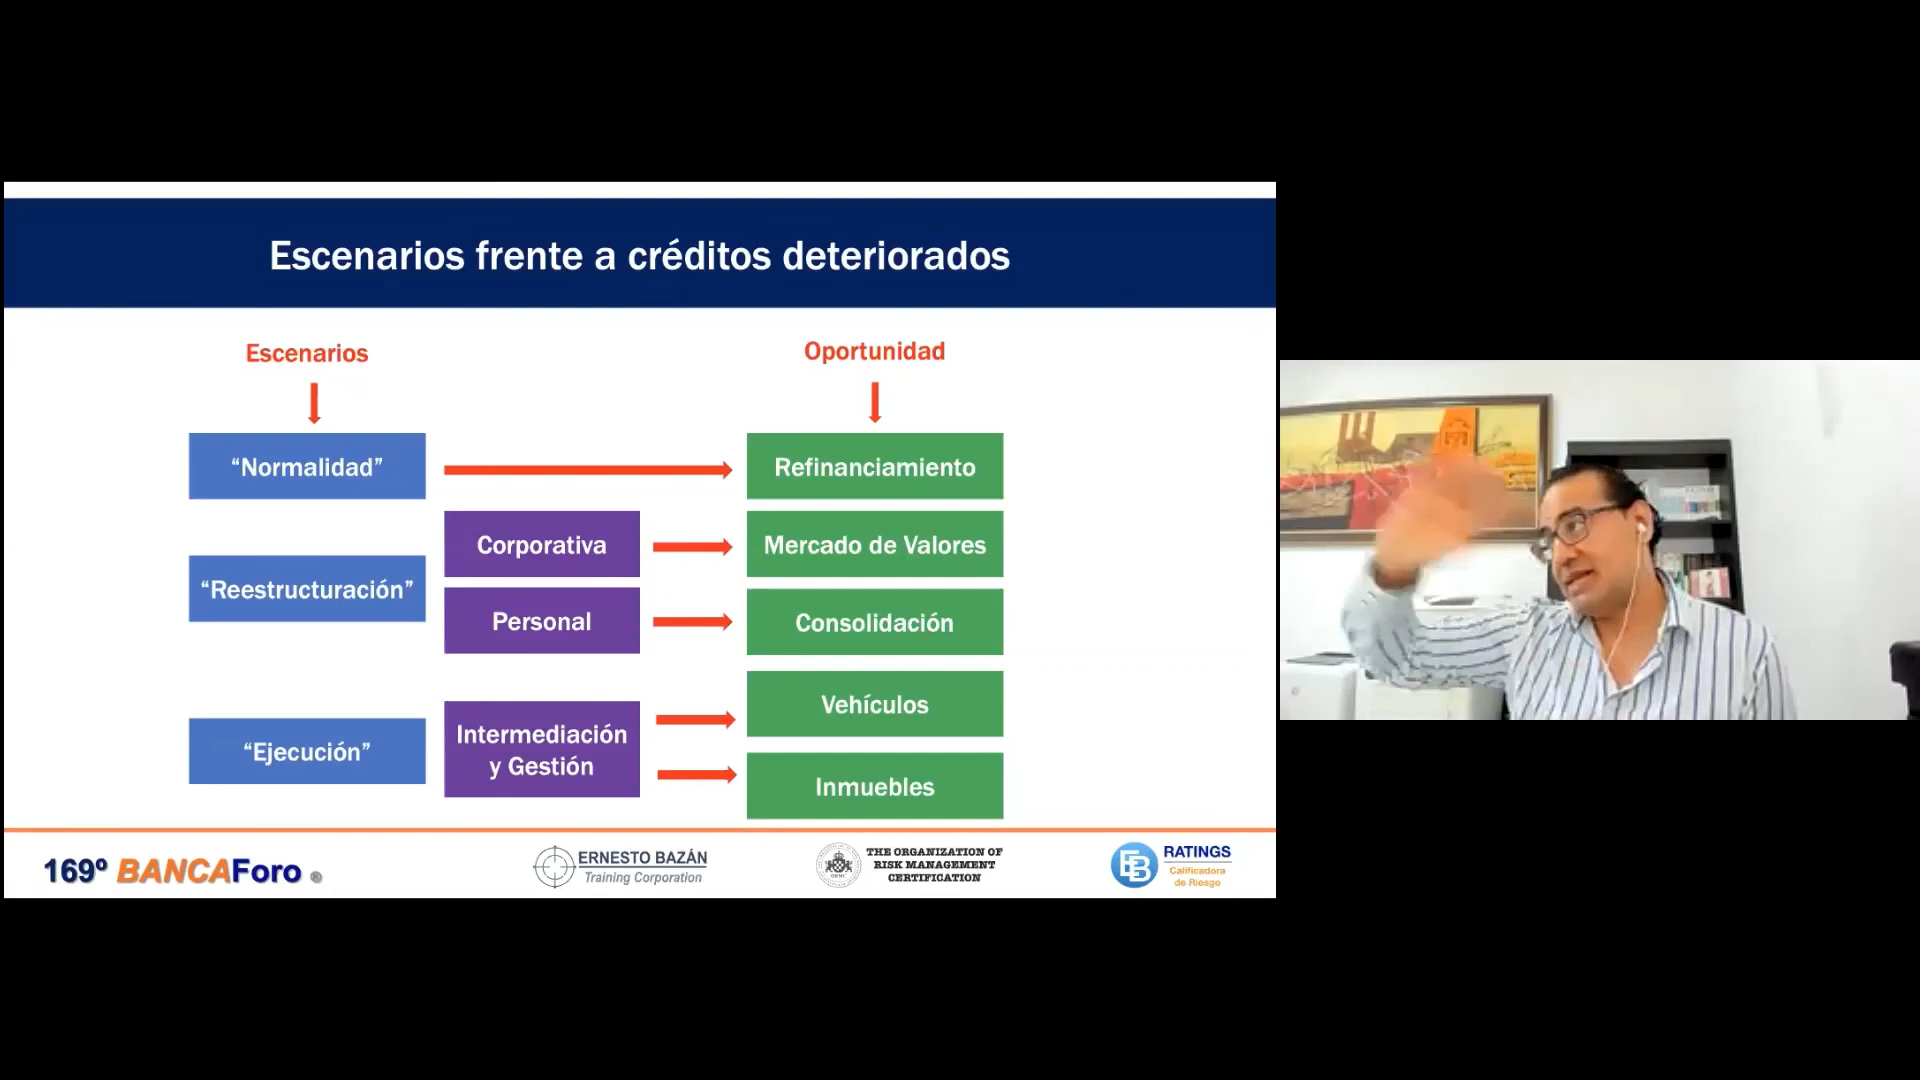 Escenarios frente a créditos deteriorados
Escenarios
Oportunidad
“Normalidad”
Refinanciamiento
Corporativa
Mercado de Valores
“Reestructuración”
Personal
Consolidación
Vehículos
“Ejecución”
Intermediación
y Gestión
Inmuebles
169º BANCAForo ®
ERNESTO BAZÁN
Training Corporation
THE ORGANIZATION OF
RISK MANAGEMENT
CERTIFICATION
EB
RATINGS
Calificadora
de Riesgo